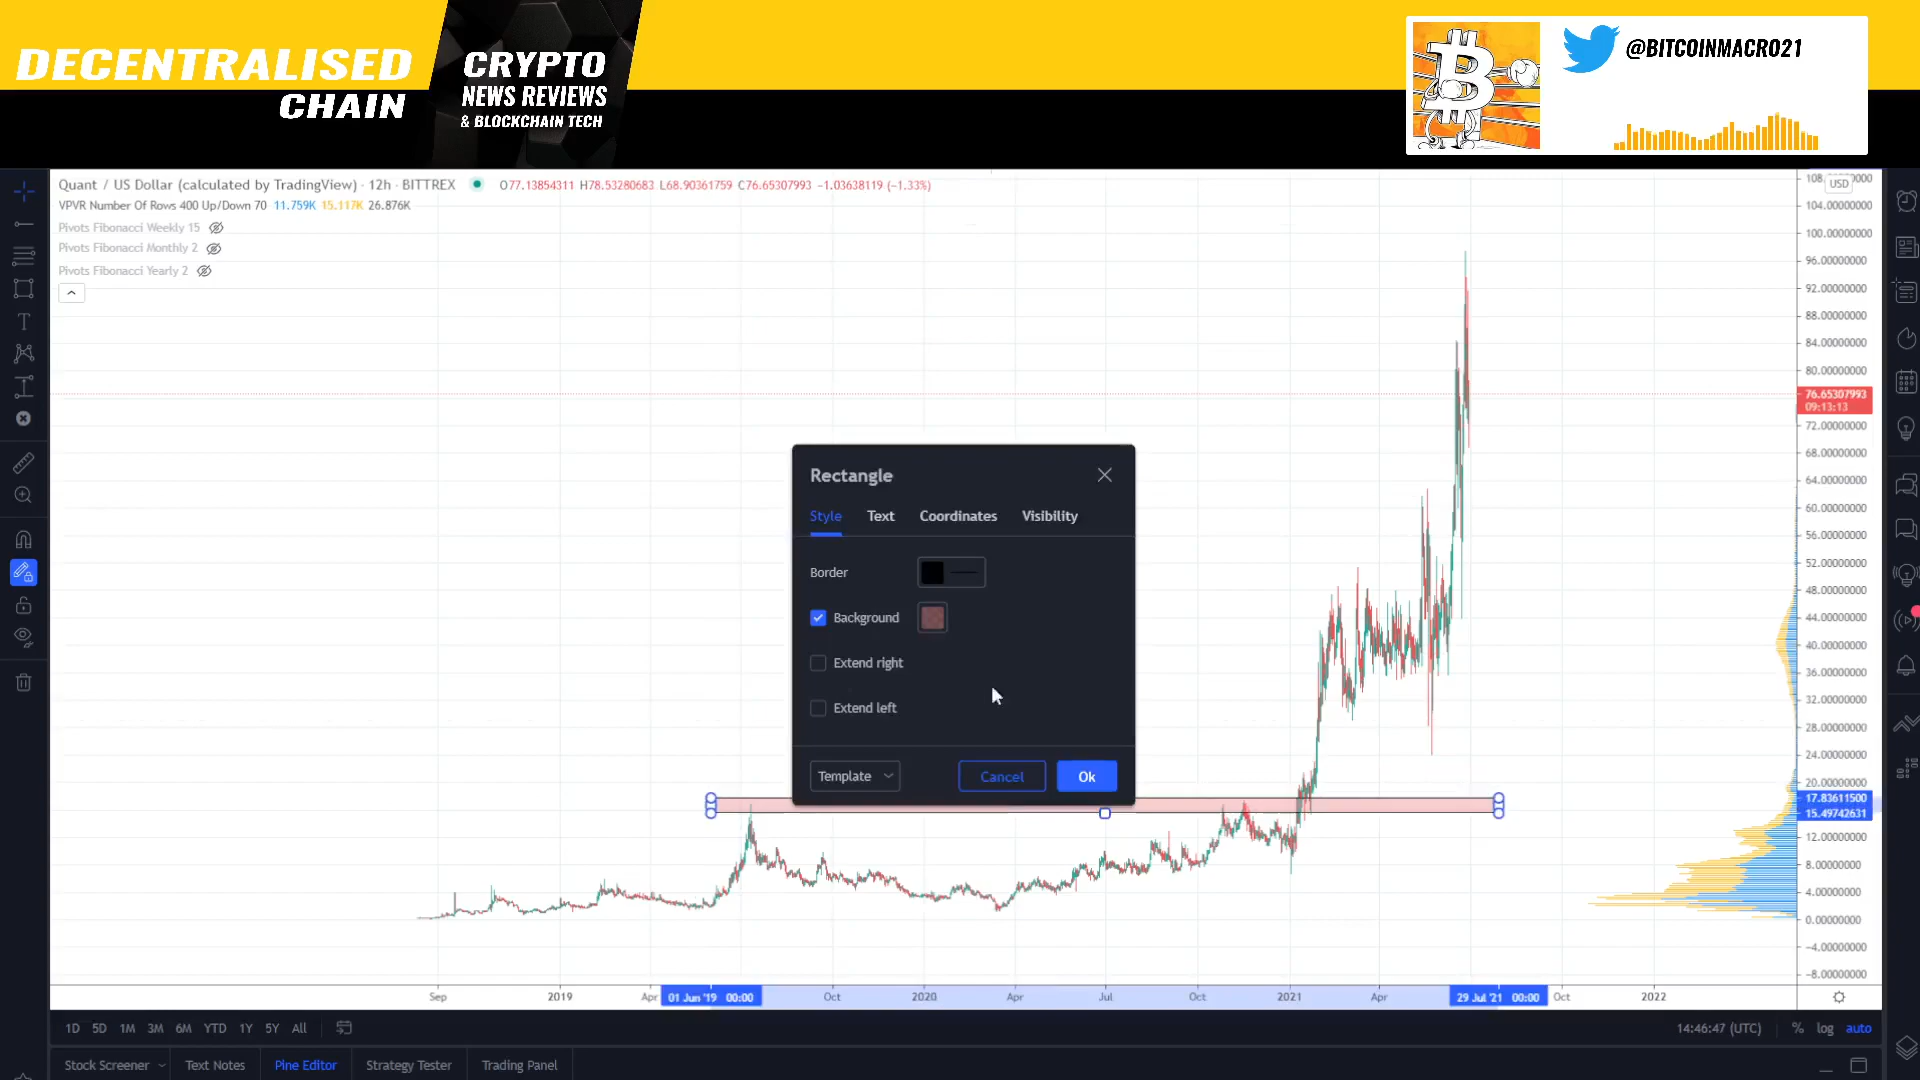 DECENTRALISED
CHAIN
CRYPTO
NEWS REVIEWS
& BLOCKCHAIN TECH
@BITCOINMACRO21
Quant / US Dollar (calculated by TradingView) · 12h · BITTREX
O77.13854311 H78.53280683 L68.90361759 C76.65307993 −1.03638119 (−1.33%)
VPVR Number Of Rows 400 Up/Down 70 11.759K 15.117K 26.876K
Pivots Fibonacci Weekly 15
Pivots Fibonacci Monthly 2
Pivots Fibonacci Yearly 2
USD
104.00000000
100.00000000
96.00000000
92.00000000
88.00000000
84.00000000
80.00000000
76.65307993
09:13:13
72.00000000
68.00000000
64.00000000
60.00000000
56.00000000
52.00000000
48.00000000
44.00000000
40.00000000
36.00000000
32.00000000
28.00000000
24.00000000
20.00000000
17.83611500
15.49742631
12.00000000
8.00000000
4.00000000
0.00000000
−4.00000000
−8.00000000
Rectangle
Style Text Coordinates Visibility
Border
Background
Extend right
Extend left
Template
Cancel
Ok
Sep 2019 Apr 01 Jun '19 00:00 Oct 2020 Apr Jul Oct 2021 Apr 29 Jul '21 00:00 Oct 2022
1D 5D 1M 3M 6M YTD 1Y 5Y All
14:46:47 (UTC) % log auto
Stock Screener Text Notes Pine Editor Strategy Tester Trading Panel